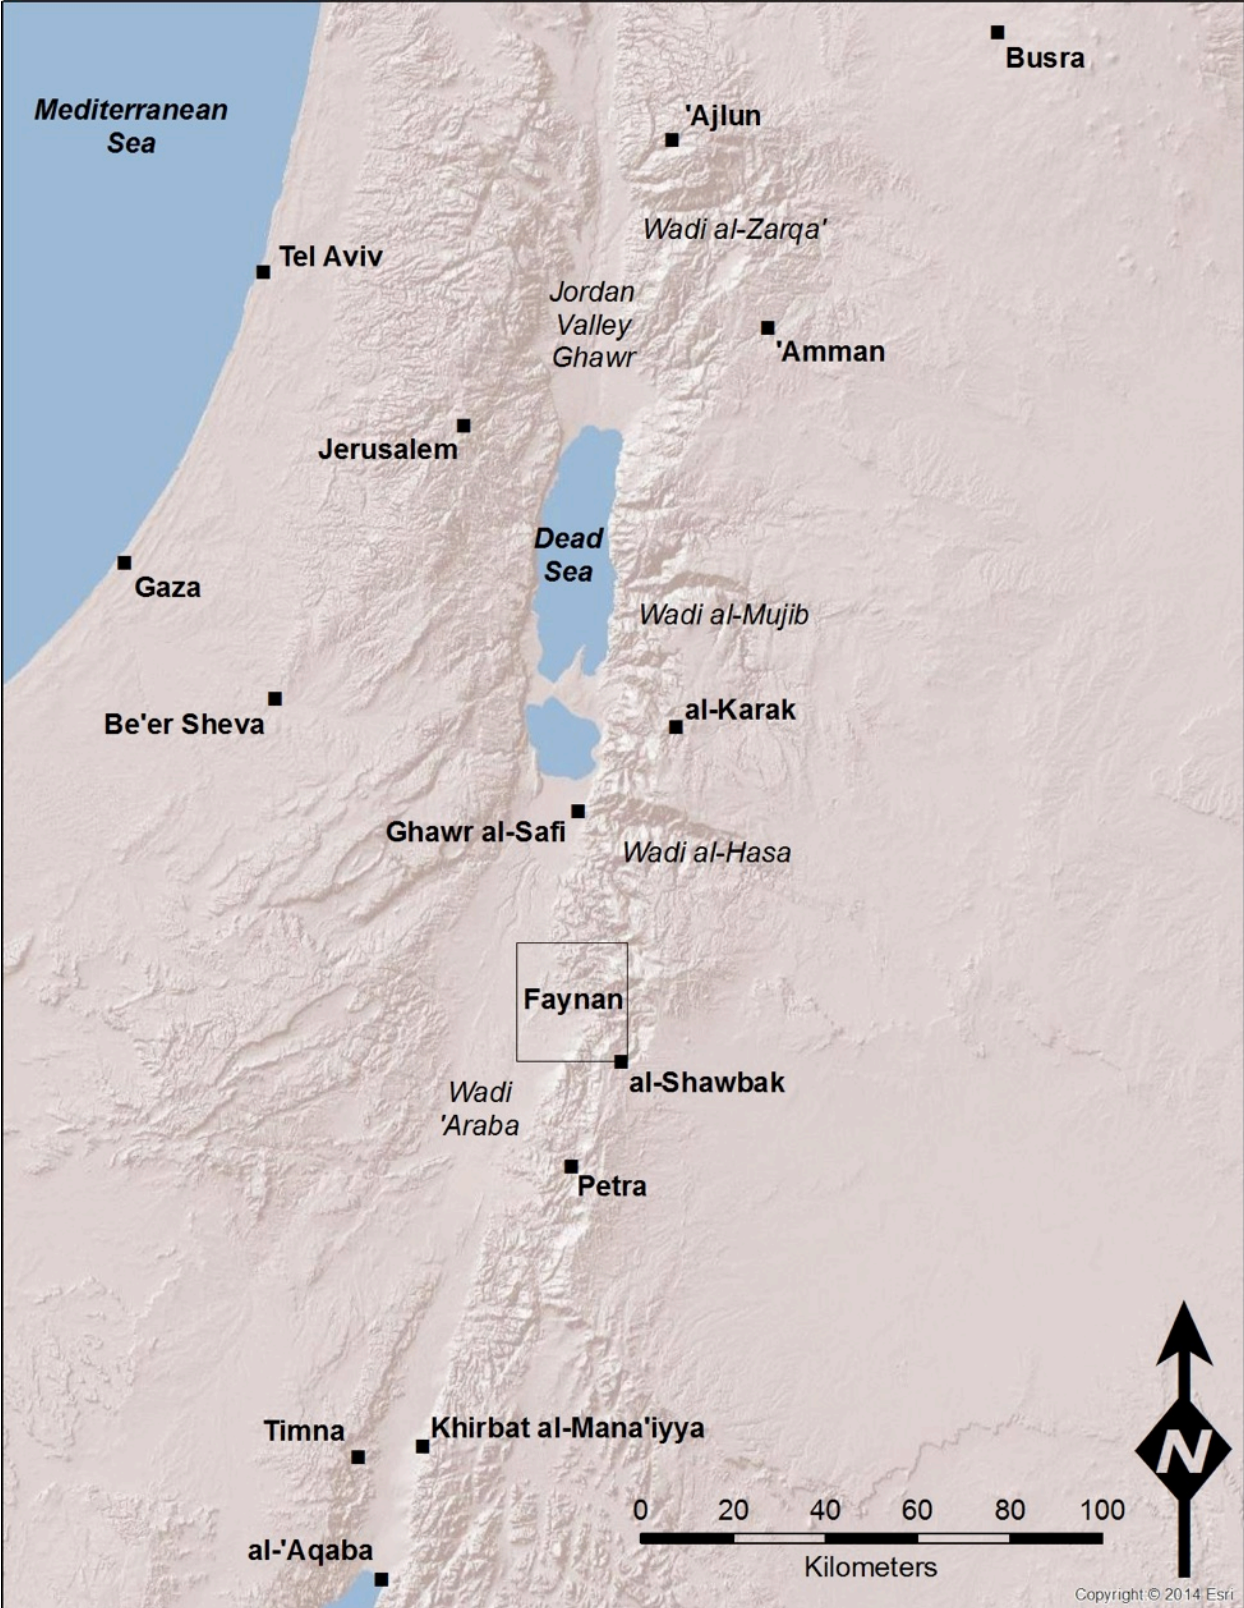 Busra
Mediterranean
Sea
'Ajlun
Wadi al-Zarqa'
Tel Aviv
Jordan
Valley
Ghawr
'Amman
Jerusalem
Dead
Sea
Gaza
Wadi al-Mujib
Be'er Sheva
al-Karak
Ghawr al-Safi
Wadi al-Hasa
Faynan
al-Shawbak
Wadi
'Araba
Petra
Timna
Khirbat al-Mana'iyya
N
0 20 40 60 80 100
Kilometers
al-'Aqaba
Copyright:© 2014 Esri